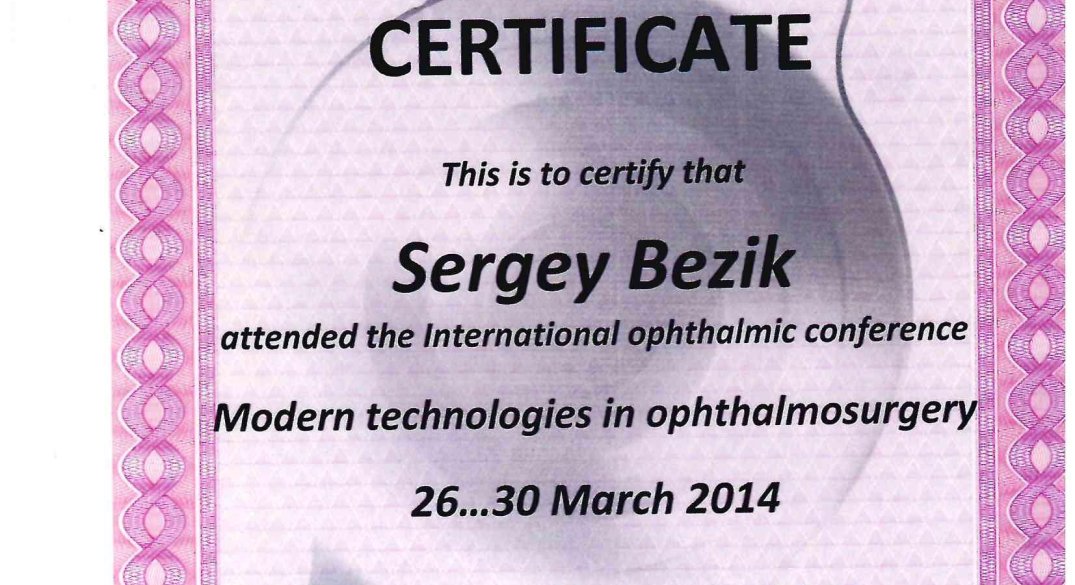 CERTIFICATE
This is to certify that
Sergey Bezik
attended the International ophthalmic conference
Modern technologies in ophthalmosurgery
26...30 March 2014